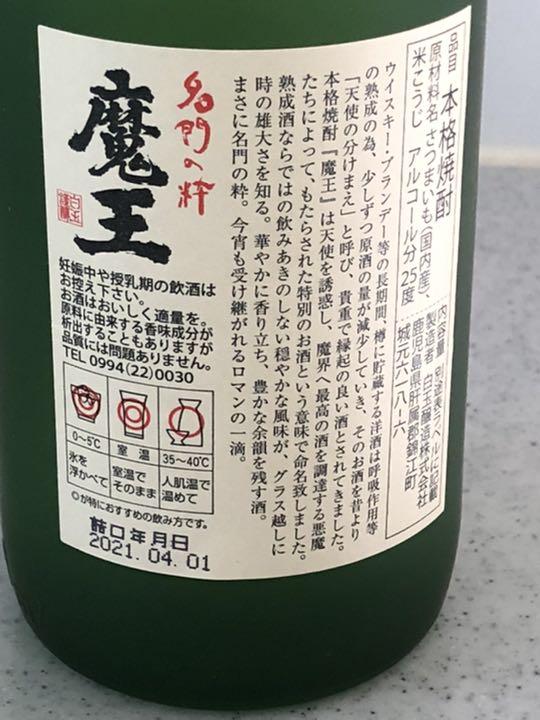 品目 本格焼酎
原材料名 さつまいも(国内産)、
米こうじ アルコール分 25度
内容量 別途表ラベルに記載
製造者 白玉醸造株式会社
鹿児島県肝属郡錦江町
城元六一八ー六
ウイスキー・ブランデー等の長期間、樽に貯蔵する洋酒は呼吸作用等
の熟成の為、少しずつ原酒の量が減少していき、そのお酒を昔より
「天使の分けまえ」と呼び、貴重で縁起の良い酒とされてきました。
本格焼酎『魔王』は天使を誘惑し、魔界へ最高の酒を調達する悪魔
たちによって、もたらされた特別のお酒という意味で命名致しました。
熟成酒ならではの飲みあきのしない穏やかな風味が、グラス越しに
時の雄大さを知る。華やかに香り立ち、豊かな余韻を残す酒。
まさに名門の粋。今宵も受け継がれるロマンの一滴。
名門の粋
魔王
妊娠中や授乳期の飲酒は
お控え下さい。
お酒はおいしく適量を。
原料に由来する香味成分が
析出することもありますが
品質には問題ありません。
TEL 0994(22)0030
0〜5℃ 室温 35〜40℃
氷を
浮かべて
室温で
そのまま
人肌温で
温めて
◎が特におすすめの飲み方です。
詰口年月日
2021.04.01